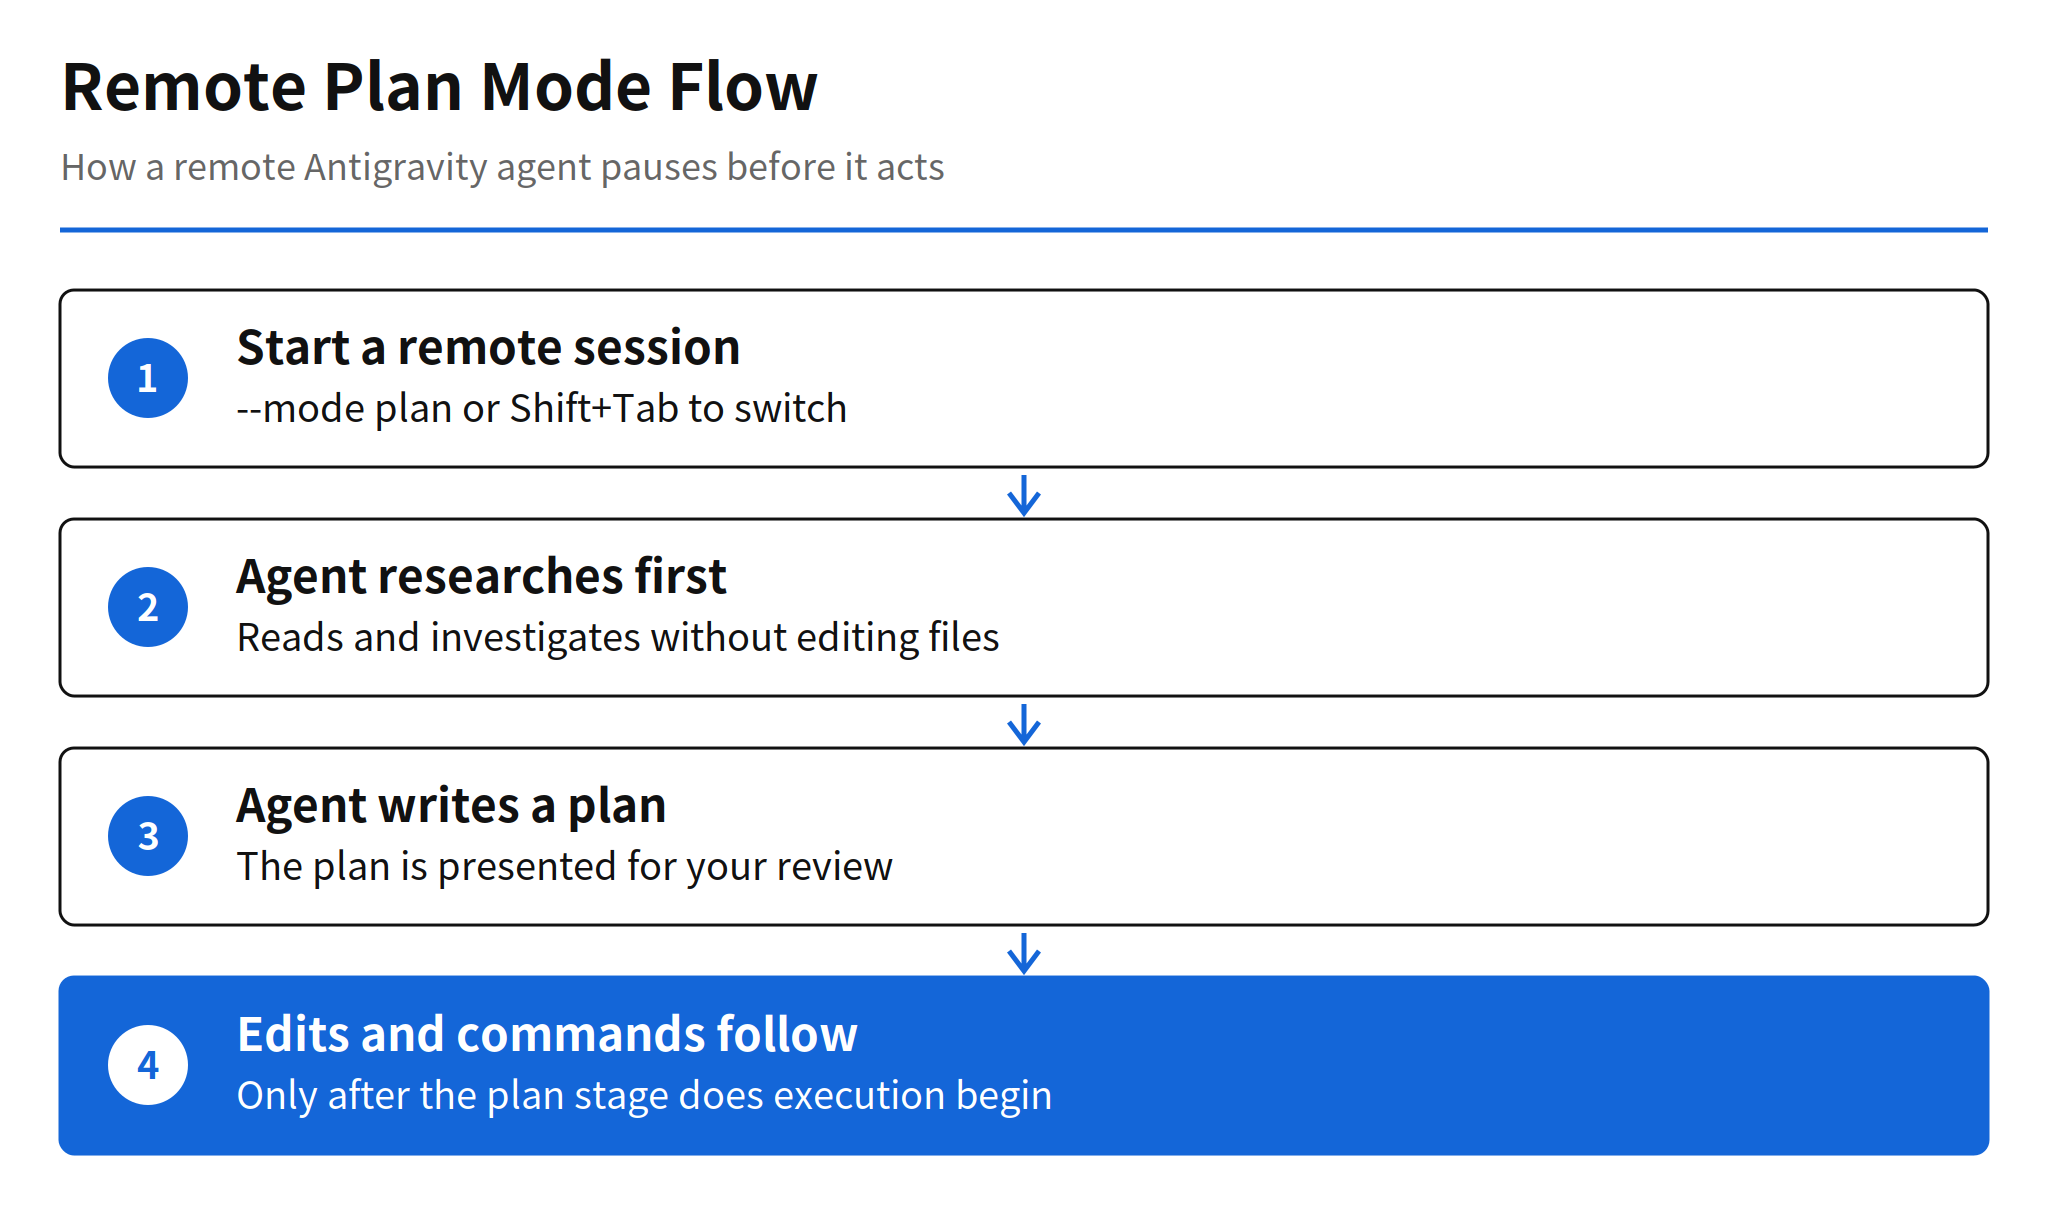 Remote Plan Mode Flow
How a remote Antigravity agent pauses before it acts
1
Start a remote session
--mode plan or Shift+Tab to switch
2
Agent researches first
Reads and investigates without editing files
3
Agent writes a plan
The plan is presented for your review
4
Edits and commands follow
Only after the plan stage does execution begin